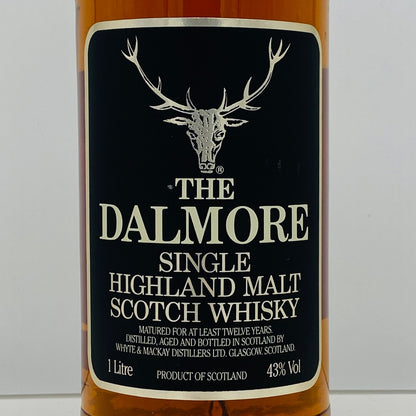 ®
THE
DALMORE
SINGLE
HIGHLAND MALT
SCOTCH WHISKY
MATURED FOR AT LEAST TWELVE YEARS.
DISTILLED, AGED AND BOTTLED IN SCOTLAND BY
WHYTE & MACKAY DISTILLERS LTD. GLASGOW. SCOTLAND.
1 Litre PRODUCT OF SCOTLAND 43% Vol